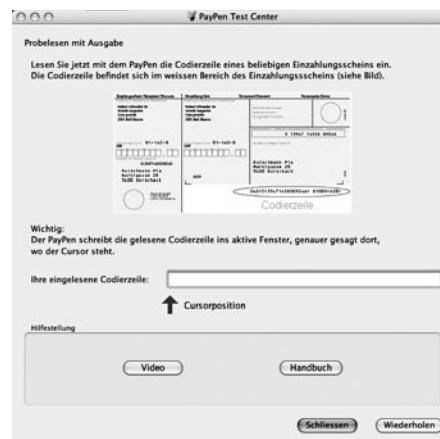 PayPen Test Center
Probelesen mit Ausgabe
Lesen Sie jetzt mit dem PayPen die Codierzeile eines beliebigen Einzahlungsscheins ein.
Die Codierzeile befindet sich im weissen Bereich des Einzahlungssscheins (siehe Bild).
Codierzeile
Wichtig:
Der PayPen schreibt die gelesene Codierzeile ins aktive Fenster, genauer gesagt dort,
wo der Cursor steht.
Ihre eingelesene Codierzeile:
Cursorposition
Hilfestellung
Video
Handbuch
Schliessen
Wiederholen